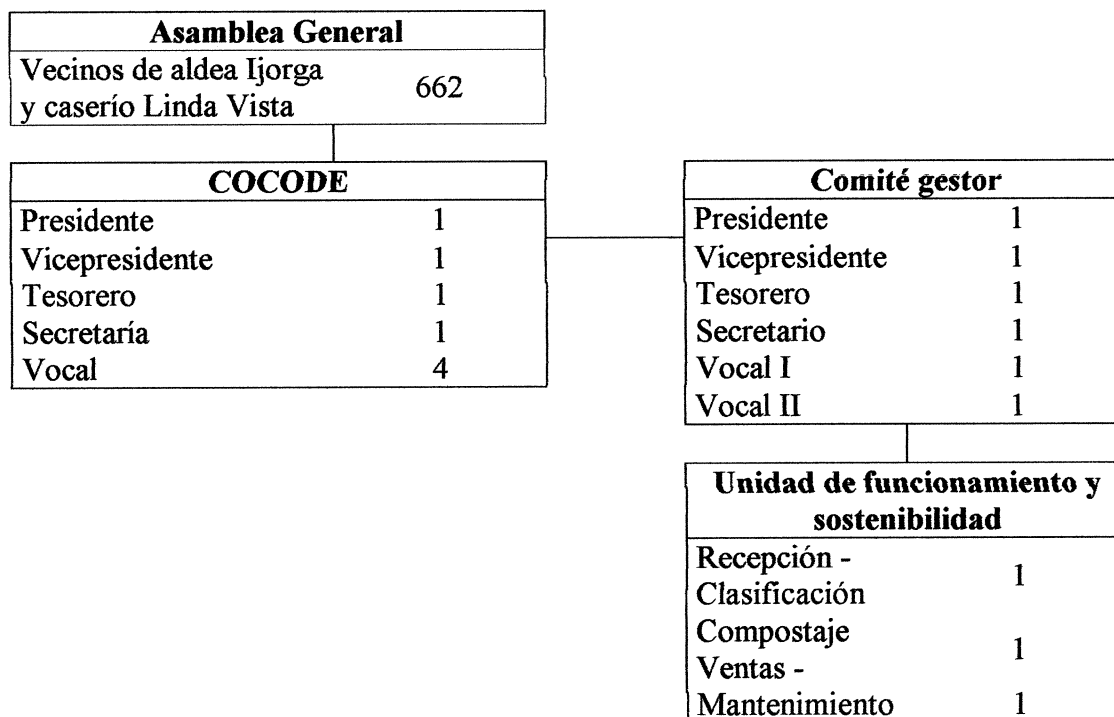 Asamblea General
Vecinos de aldea Ijorga
y caserío Linda Vista 662
COCODE
Presidente 1
Vicepresidente 1
Tesorero 1
Secretaría 1
Vocal 4
Comité gestor
Presidente 1
Vicepresidente 1
Tesorero 1
Secretario 1
Vocal I 1
Vocal II 1
Unidad de funcionamiento y
sostenibilidad
Recepción -
Clasificación 1
Compostaje
Ventas - 1
Mantenimiento 1